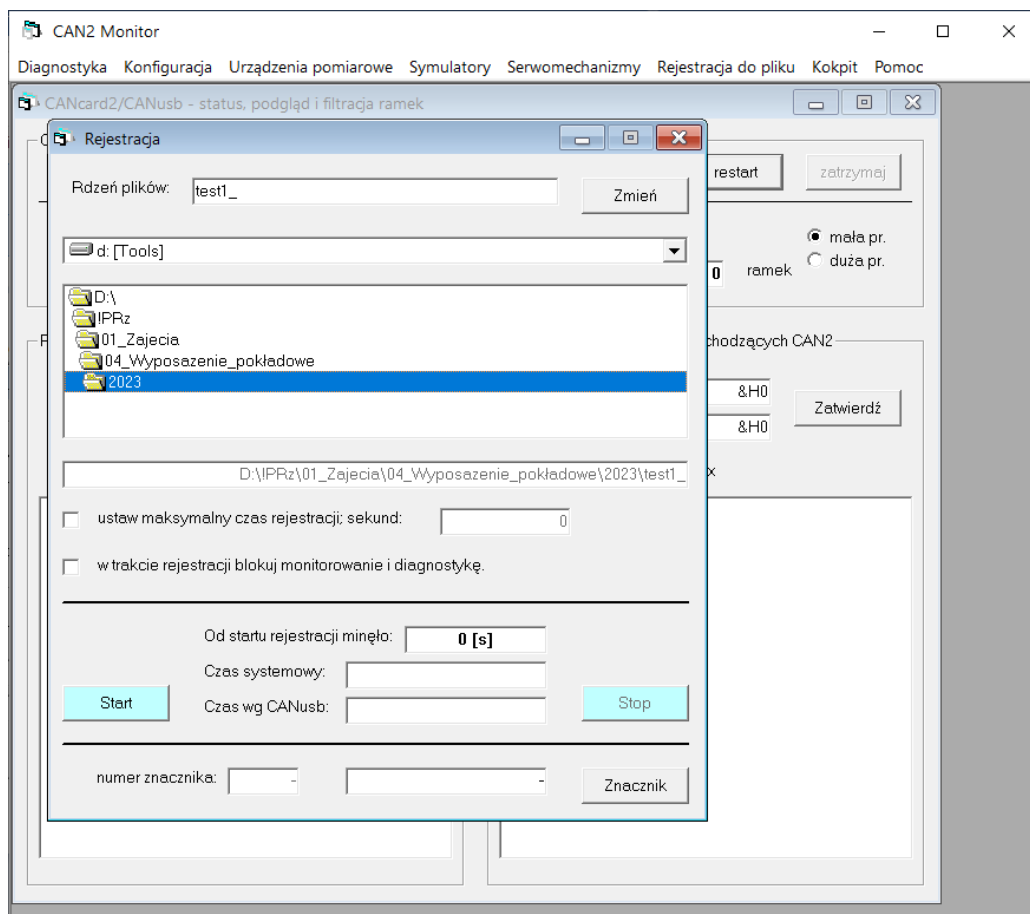 CAN2 Monitor
Diagnostyka Konfiguracja Urządzenia pomiarowe Symulatory Serwomechanizmy Rejestracja do pliku Kokpit Pomoc
CANcard2/CANusb - status, podgląd i filtracja ramek
Rejestracja
restart zatrzymaj
Rdzeń plików: test1_ Zmień
mała pr.
d: [Tools]
duża pr.
0 ramek
D:\
!PRz
01_Zajecia
chodzących CAN2
04_Wyposazenie_pokładowe
2023
&H0
Zatwierdź
&H0
D:\!PRz\01_Zajecia\04_Wyposazenie_pokładowe\2023\test1_
x
ustaw maksymalny czas rejestracji; sekund: 0
w trakcie rejestracji blokuj monitorowanie i diagnostykę.
Od startu rejestracji minęło: 0 [s]
Czas systemowy:
Start Stop
Czas wg CANusb:
numer znacznika: - - Znacznik